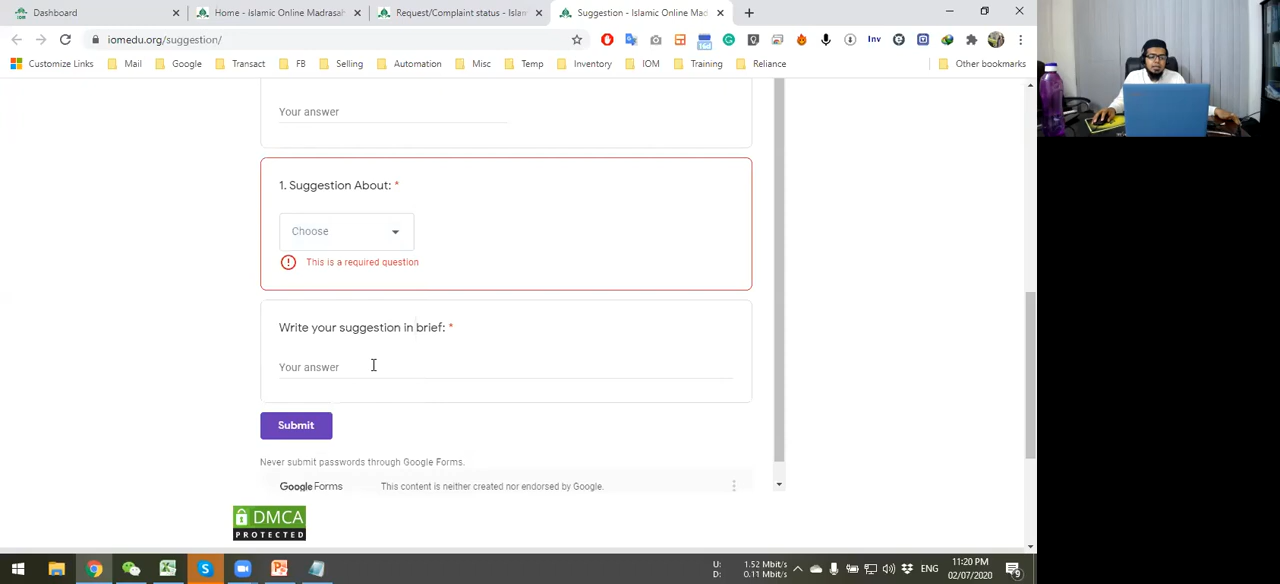 Dashboard
Home - Islamic Online Madrasah
Request/Complaint status - Islam
Suggestion - Islamic Online Mad
iomedu.org/suggestion/
16d
Inv
Customize Links
Mail
Google
Transact
FB
Selling
Automation
Misc
Temp
Inventory
IOM
Training
Reliance
Other bookmarks
Your answer
1. Suggestion About: *
Choose
This is a required question
Write your suggestion in brief: *
Your answer
Submit
Never submit passwords through Google Forms.
Google Forms
This content is neither created nor endorsed by Google.
DMCA
PROTECTED
U: 1.52 Mbit/s
D: 0.11 Mbit/s
ENG
11:20 PM
02/07/2020
9